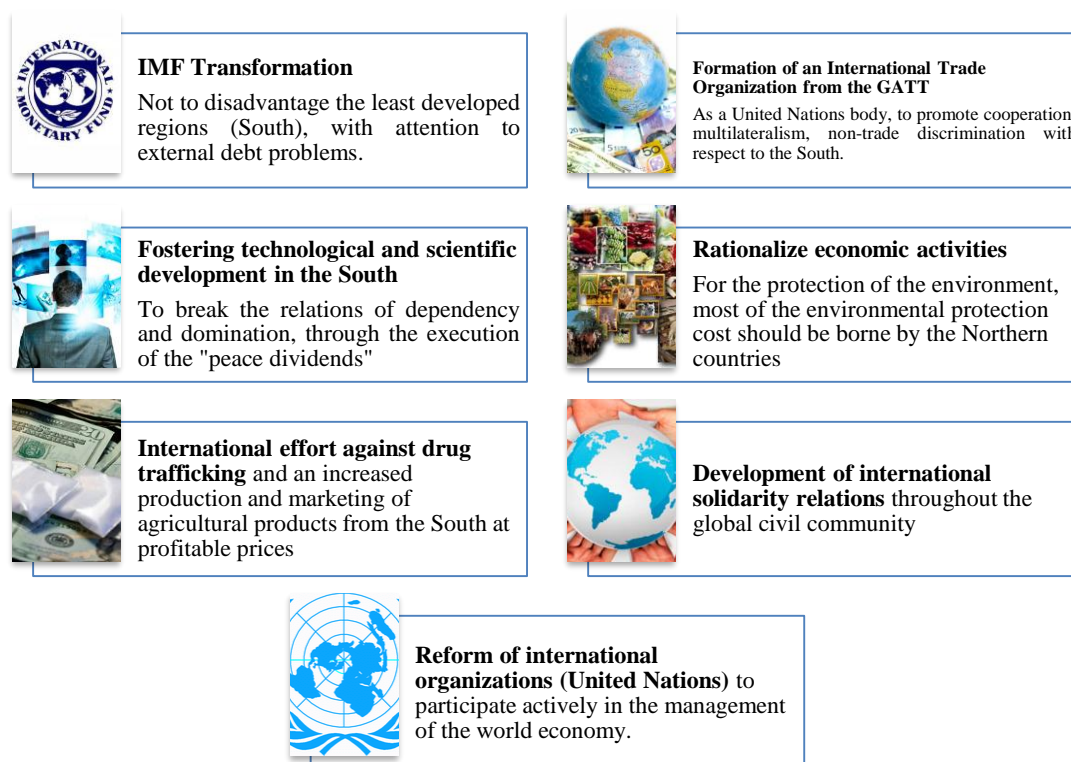 INTERNATIONAL
MONETARY FUND
IMF Transformation
Not to disadvantage the least developed
regions (South), with attention to
external debt problems.
Formation of an International Trade
Organization from the GATT
As a United Nations body, to promote cooperation,
multilateralism, non-trade discrimination with
respect to the South.
Fostering technological and scientific
development in the South
To break the relations of dependency
and domination, through the execution
of the "peace dividends"
Rationalize economic activities
For the protection of the environment,
most of the environmental protection
cost should be borne by the Northern
countries
International effort against drug
trafficking and an increased
production and marketing of
agricultural products from the South at
profitable prices
Development of international
solidarity relations throughout the
global civil community
Reform of international
organizations (United Nations) to
participate actively in the management
of the world economy.